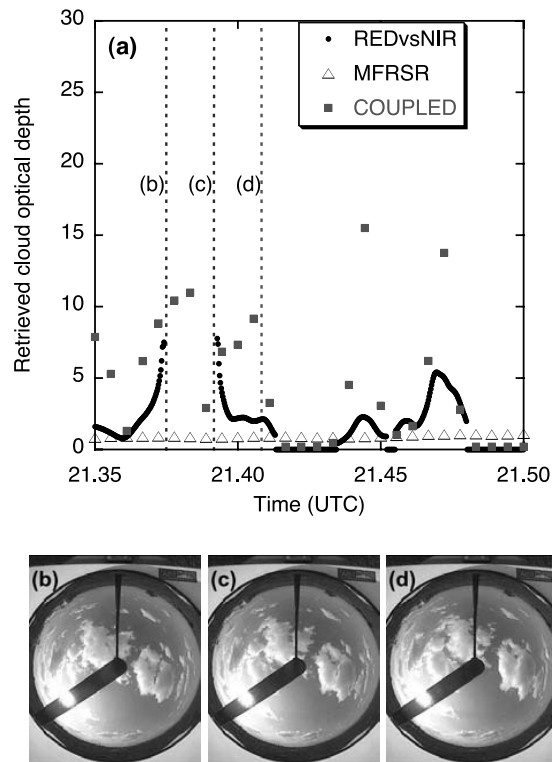 (a)
REDvsNIR
MFRSR
COUPLED
Retrieved cloud optical depth
30
25
20
15
10
5
0
(b)
(c)
(d)
21.35
21.40
21.45
21.50
Time (UTC)
(b)
(c)
(d)